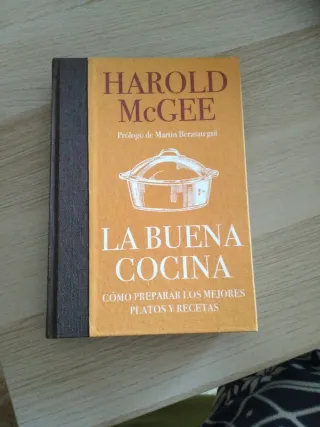 HAROLD
McGEE
Prólogo de Martín Berasategui
LA BUENA
COCINA
CÓMO PREPARAR LOS MEJORES
PLATOS Y RECETAS